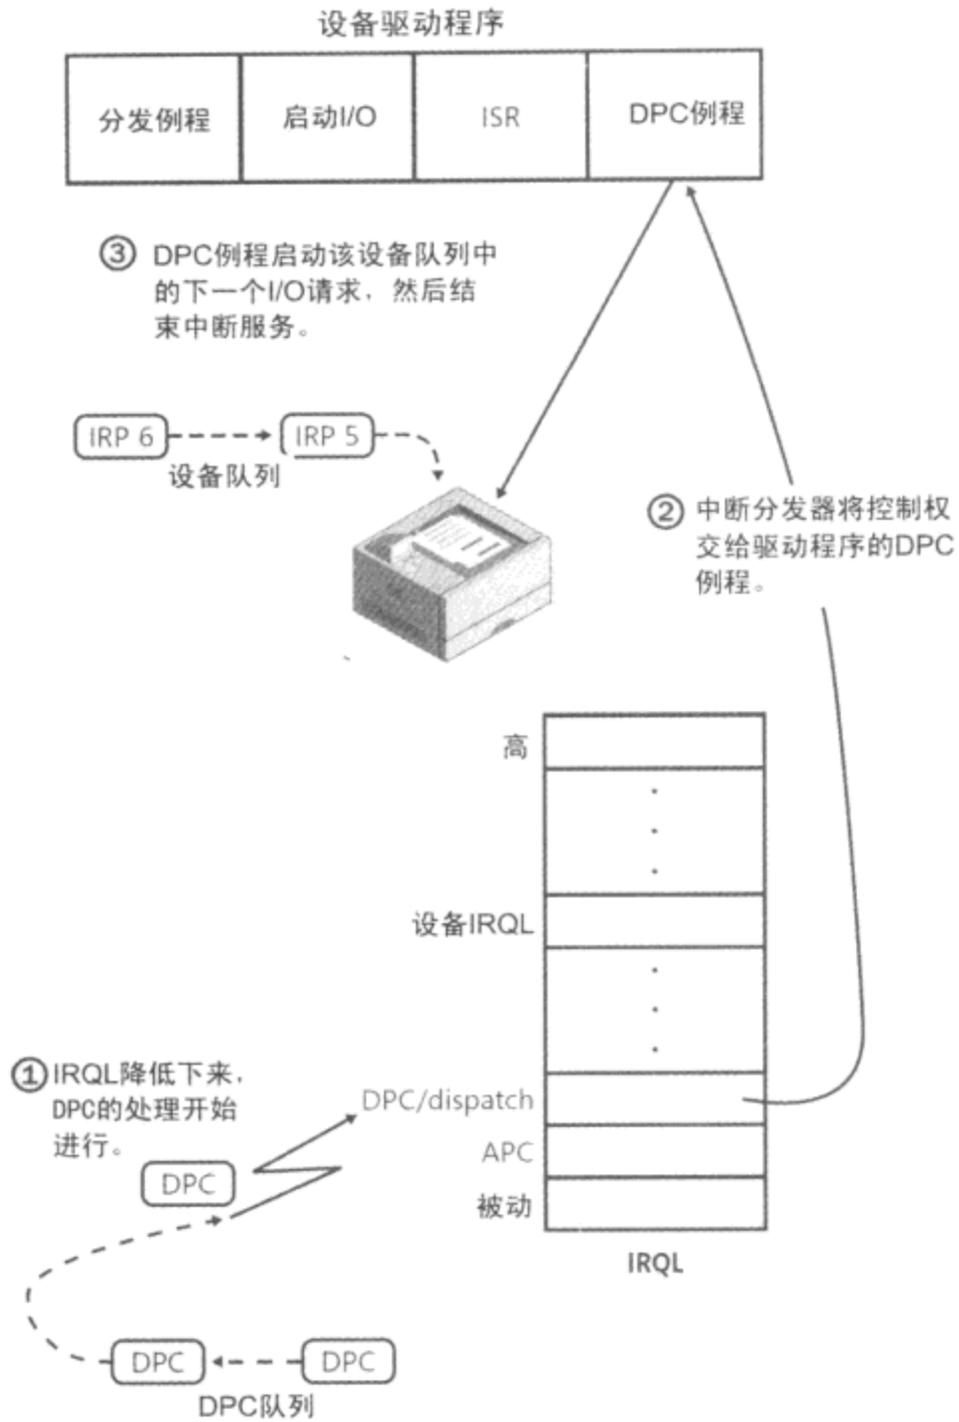 设备驱动程序
分发例程
启动I/O
ISR
DPC例程
③ DPC例程启动该设备队列中
的下一个I/O请求，然后结
束中断服务。
IRP 6
IRP 5
设备队列
② 中断分发器将控制权
交给驱动程序的DPC
例程。
高
设备IRQL
① IRQL降低下来，
DPC的处理开始
进行。
DPC/dispatch
APC
DPC
被动
IRQL
DPC
DPC
DPC队列